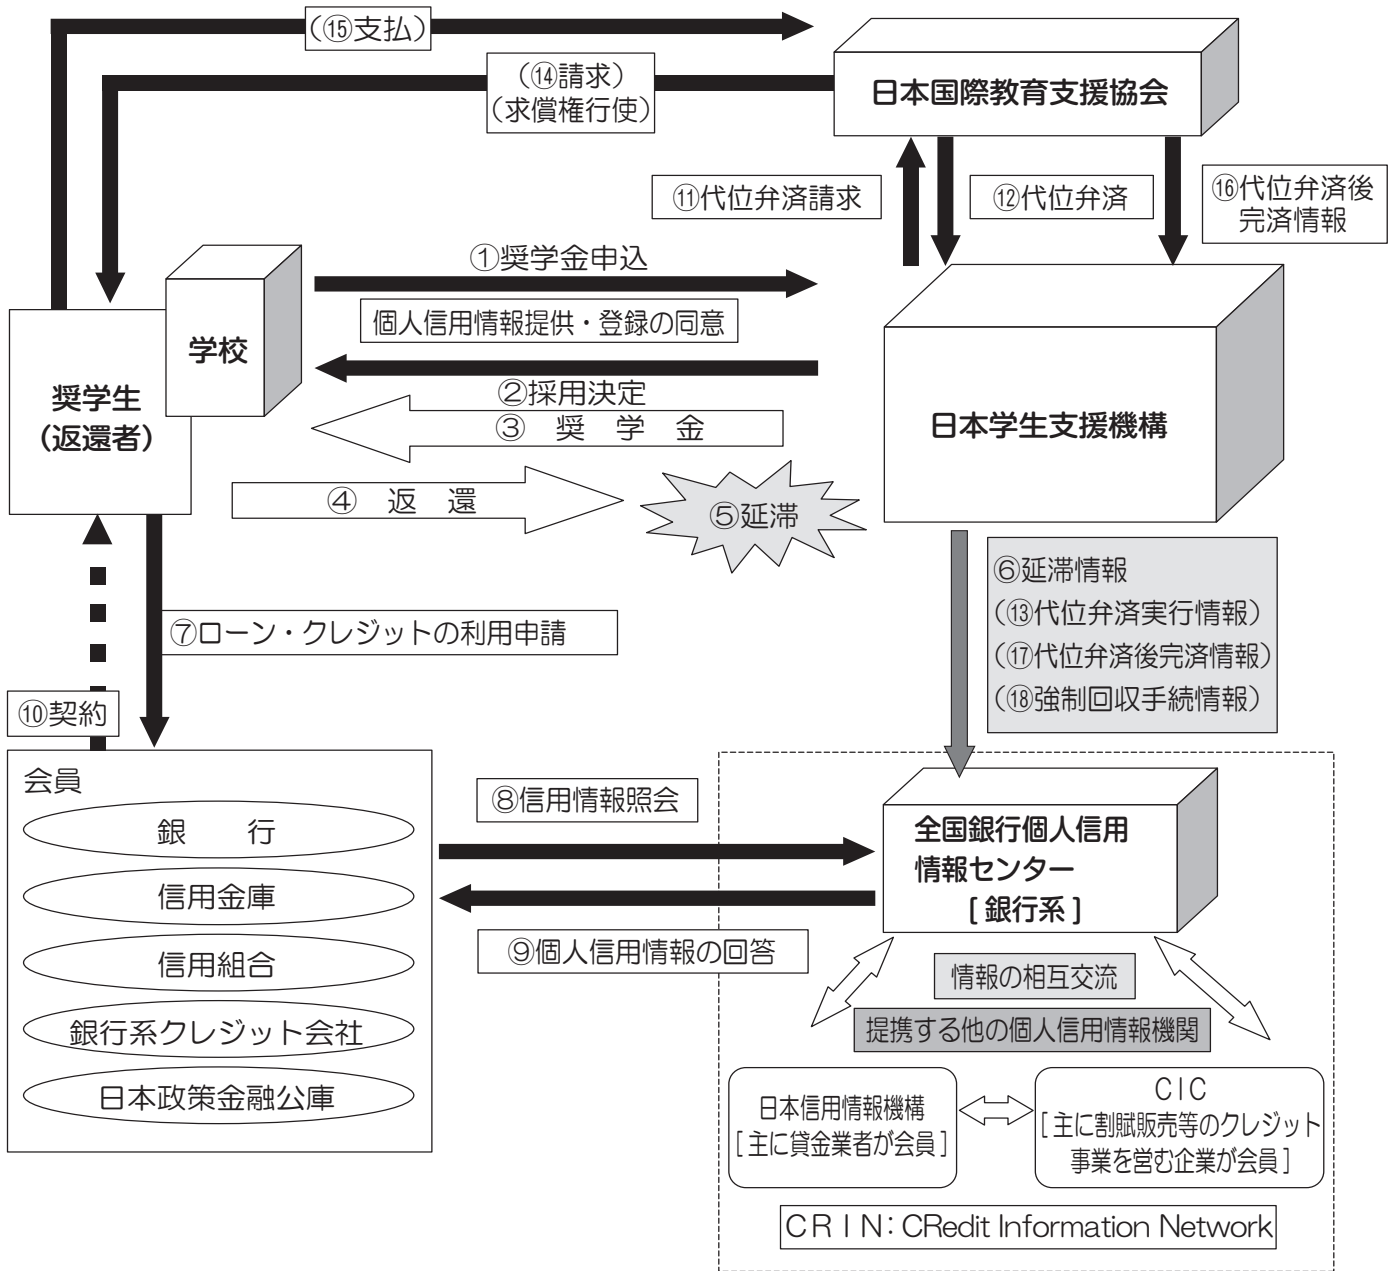 （⑮支払）
（⑭請求）
（求償権行使）
日本国際教育支援協会
⑪代位弁済請求
⑫代位弁済
⑯代位弁済後
完済情報
①奨学金申込
個人信用情報提供・登録の同意
学校
奨学生
（返還者）
②採用決定
③　奨　学　金
日本学生支援機構
④　返　還
⑤延滞
⑥延滞情報
（⑬代位弁済実行情報）
（⑰代位弁済後完済情報）
（⑱強制回収手続情報）
⑦ローン・クレジットの利用申請
⑩契約
会員
銀　　行
信用金庫
信用組合
銀行系クレジット会社
日本政策金融公庫
⑧信用情報照会
⑨個人信用情報の回答
全国銀行個人信用
情報センター
[ 銀行系 ]
情報の相互交流
提携する他の個人信用情報機関
日本信用情報機構
[ 主に貸金業者が会員 ]
ＣＩＣ
[ 主に割賦販売等のクレジット
事業を営む企業が会員 ]
ＣＲＩＮ：CRedit Information Network